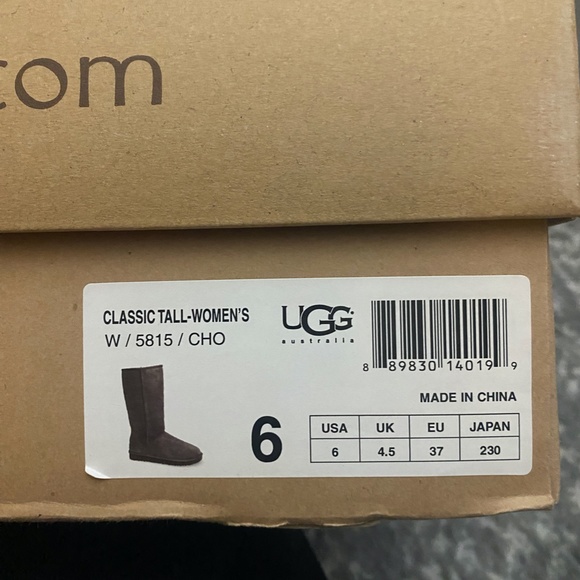 .com
CLASSIC TALL-WOMEN'S
W / 5815 / CHO
UGG
australia
8 89830 14019 9
MADE IN CHINA
6
USA UK EU JAPAN
6 4.5 37 230